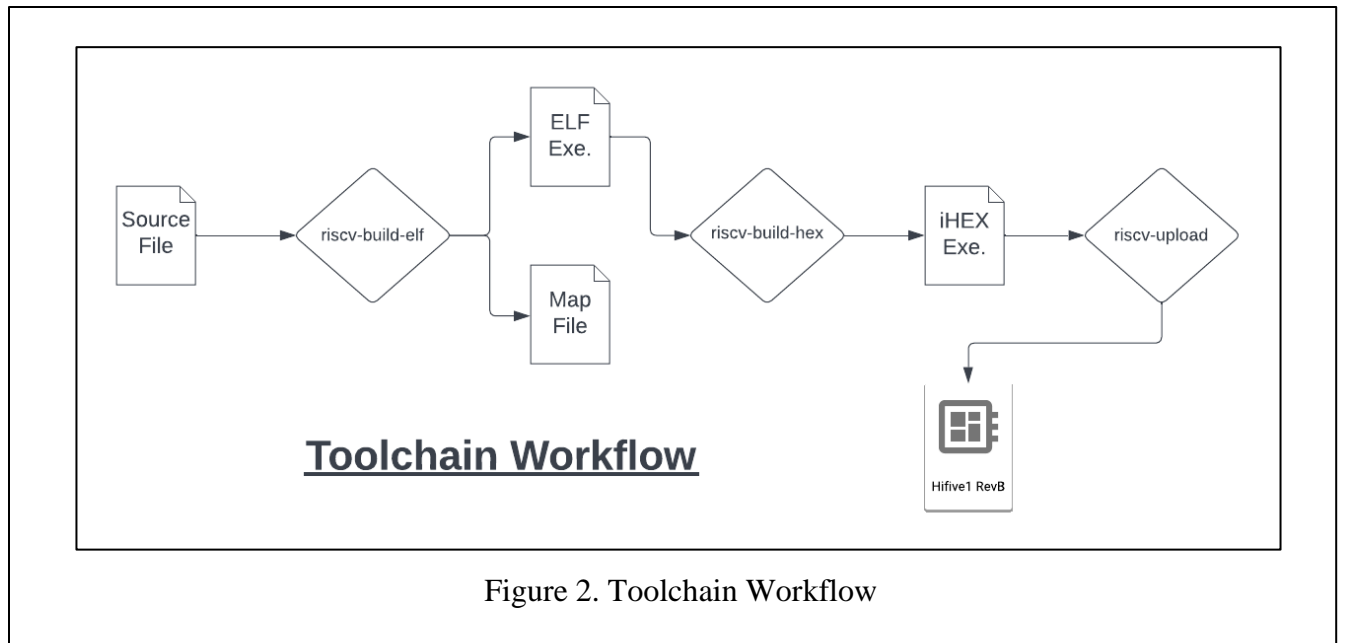 Source
File
riscv-build-elf
ELF
Exe.
Map
File
riscv-build-hex
iHEX
Exe.
riscv-upload
Hifive1 RevB
Toolchain Workflow
Figure 2. Toolchain Workflow